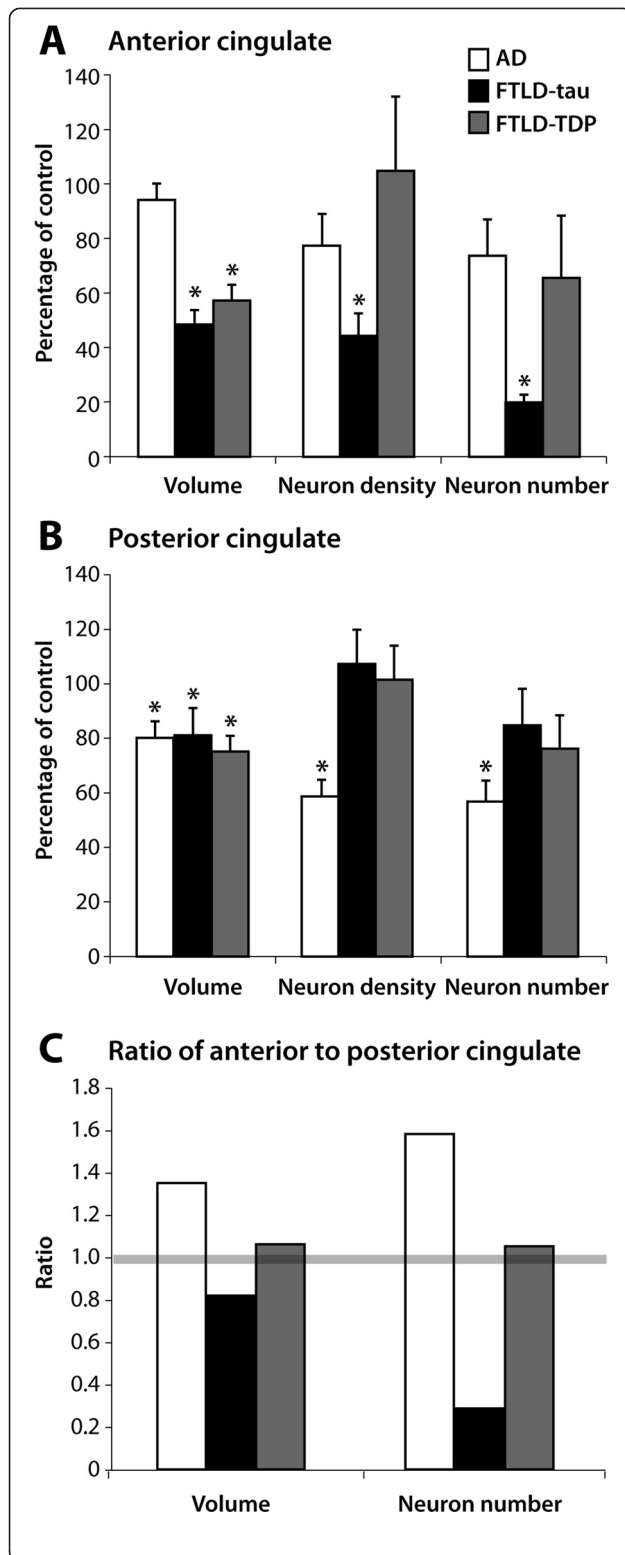 A Anterior cingulate
AD
FTLD-tau
FTLD-TDP
Percentage of control
140
120
100
80
60
40
20
0
* * * *
Volume Neuron density Neuron number
B Posterior cingulate
Percentage of control
140
120
100
80
60
40
20
0
* * * * *
Volume Neuron density Neuron number
C Ratio of anterior to posterior cingulate
Ratio
1.8
1.6
1.4
1.2
1.0
0.8
0.6
0.4
0.2
0
Volume Neuron number